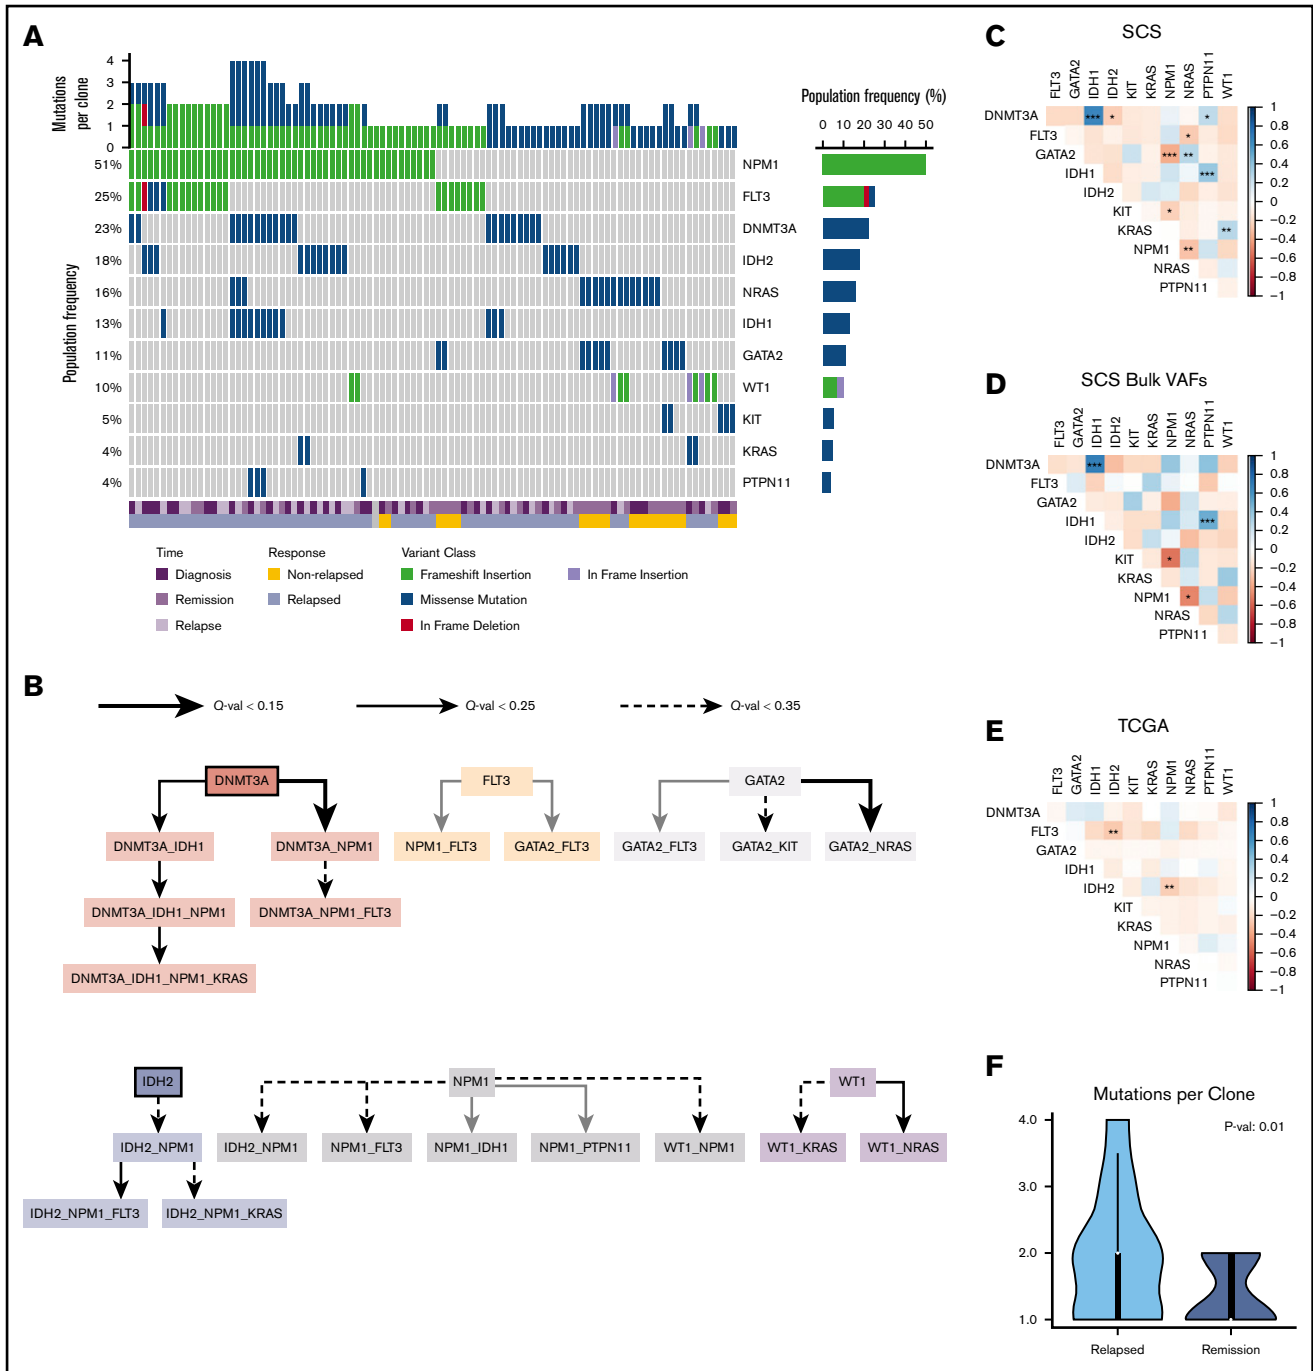 A
Mutations
per clone
4
3
2
1
0
Population frequency (%)
0 10 20 30 40 50
Population frequency
51% NPM1
25% FLT3
23% DNMT3A
18% IDH2
16% NRAS
13% IDH1
11% GATA2
10% WT1
5% KIT
4% KRAS
4% PTPN11
Time
Diagnosis
Remission
Relapse
Response
Non-relapsed
Relapsed
Variant Class
Frameshift Insertion
Missense Mutation
In Frame Deletion
In Frame Insertion
B
Q-val < 0.15
Q-val < 0.25
Q-val < 0.35
DNMT3A FLT3 GATA2
DNMT3A_IDH1 DNMT3A_NPM1 NPM1_FLT3 GATA2_FLT3 GATA2_FLT3 GATA2_KIT GATA2_NRAS
DNMT3A_IDH1_NPM1 DNMT3A_NPM1_FLT3
DNMT3A_IDH1_NPM1_KRAS
IDH2 NPM1 WT1
IDH2_NPM1 IDH2_NPM1 NPM1_FLT3 NPM1_IDH1 NPM1_PTPN11 WT1_NPM1 WT1_KRAS WT1_NRAS
IDH2_NPM1_FLT3 IDH2_NPM1_KRAS
C
SCS
FLT3 GATA2 IDH1 IDH2 KIT KRAS NPM1 NRAS PTPN11 WT1
DNMT3A *** * *
FLT3 *
GATA2 *** **
IDH1 ***
IDH2
KIT *
KRAS **
NPM1 **
NRAS
PTPN11
1
0.8
0.6
0.4
0.2
0
−0.2
−0.4
−0.6
−0.8
−1
D
SCS Bulk VAFs
FLT3 GATA2 IDH1 IDH2 KIT KRAS NPM1 NRAS PTPN11 WT1
DNMT3A ***
FLT3
GATA2
IDH1 ***
IDH2
KIT *
KRAS
NPM1 *
NRAS
PTPN11
1
0.8
0.6
0.4
0.2
0
−0.2
−0.4
−0.6
−0.8
−1
E
TCGA
FLT3 GATA2 IDH1 IDH2 KIT KRAS NPM1 NRAS PTPN11 WT1
DNMT3A
FLT3 **
GATA2
IDH1
IDH2 **
KIT
KRAS
NPM1
NRAS
PTPN11
1
0.8
0.6
0.4
0.2
0
−0.2
−0.4
−0.6
−0.8
−1
F
Mutations per Clone
P-val: 0.01
4.0
3.0
2.0
1.0
Relapsed Remission